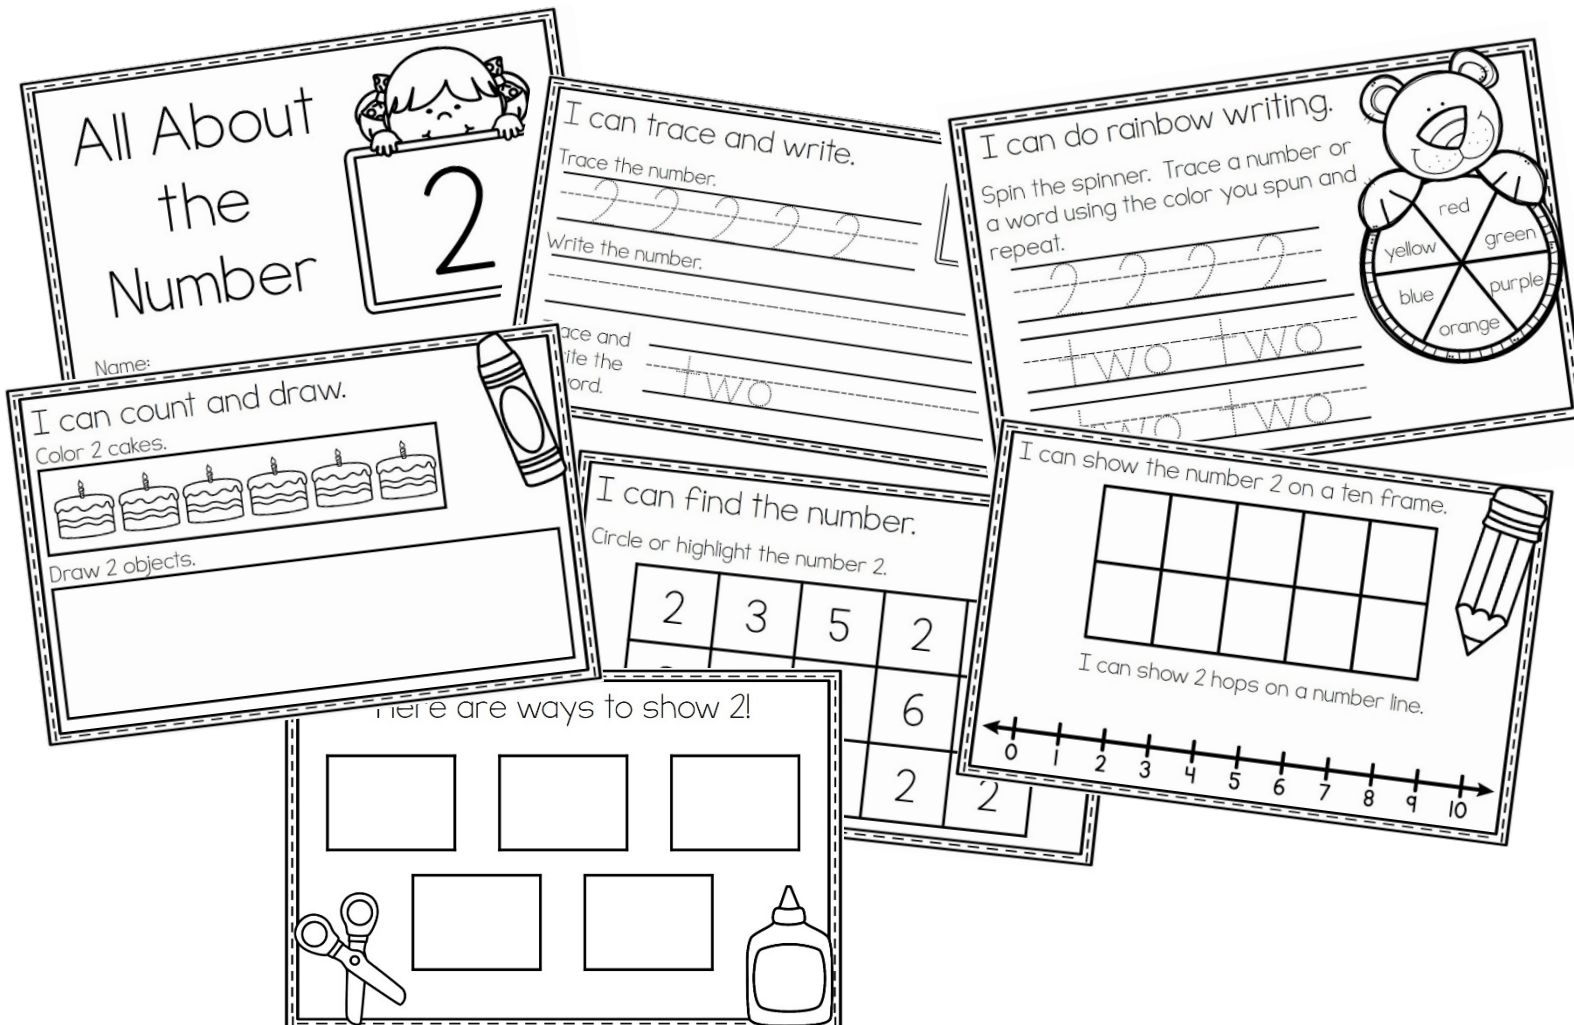 All About
the
Number
2
Name:
I can trace and write.
Trace the number.
2 2 2 2 2
Write the number.
and
the
two
I can do rainbow writing.
Spin the spinner. Trace a number or
a word using the color you spun and
repeat.
2 2 2 2
two two
two two
red
green
purple
orange
blue
yellow
I can count and draw.
Color 2 cakes.
Draw 2 objects.
I can find the number.
Circle or highlight the number 2.
2 3 5 2
6
2 2
I can show the number 2 on a ten frame.
I can show 2 hops on a number line.
0 1 2 3 4 5 6 7 8 9 10
Here are ways to show 2!